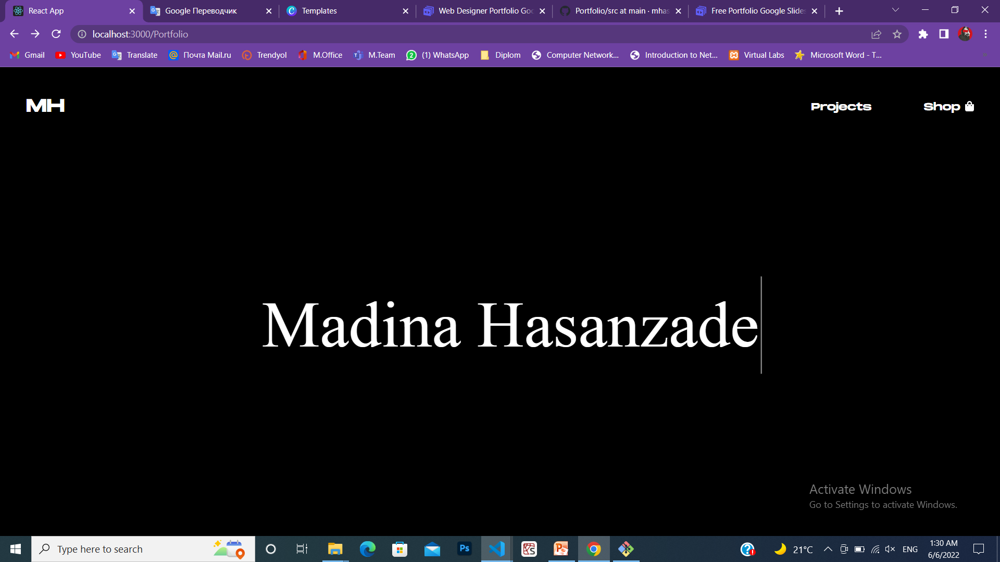 React App
Google Переводчик
Templates
Web Designer Portfolio Goo
Portfolio/src at main · mhas
Free Portfolio Google Slides
localhost:3000/Portfolio
Gmail
YouTube
Translate
Почта Mail.ru
Trendyol
M.Office
M.Team
(1) WhatsApp
Diplom
Computer Network...
Introduction to Net...
Virtual Labs
Microsoft Word - T...
MH
Projects
Shop
Madina Hasanzade
Activate Windows
Go to Settings to activate Windows.
Type here to search
Ps
21°C
ENG
1:30 AM
6/6/2022